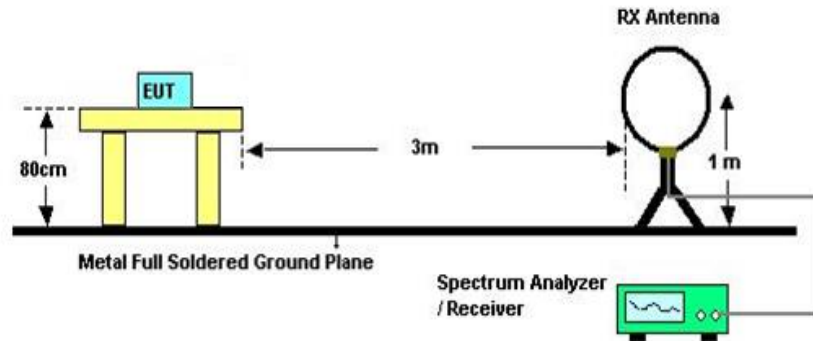 RX Antenna
EUT
80cm
3m
1 m
Metal Full Soldered Ground Plane
Spectrum Analyzer
/ Receiver